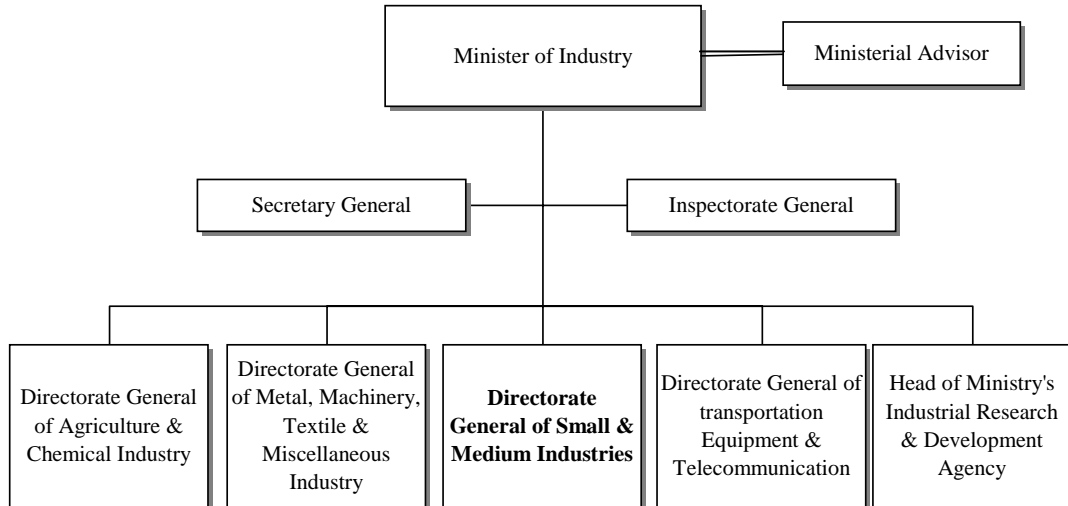 Minister of Industry
Ministerial Advisor
Secretary General
Inspectorate General
Directorate General
of Agriculture &
Chemical Industry
Directorate General
of Metal, Machinery,
Textile &
Miscellaneous
Industry
Directorate
General of Small &
Medium Industries
Directorate General of
transportation
Equipment &
Telecommunication
Head of Ministry's
Industrial Research
& Development
Agency